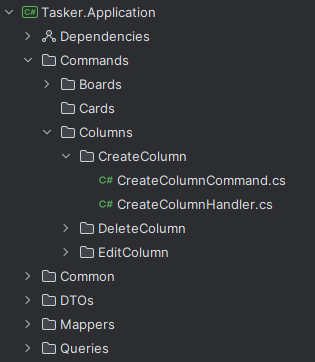 C# Tasker.Application
Dependencies
Commands
Boards
Cards
Columns
CreateColumn
C# CreateColumnCommand.cs
C# CreateColumnHandler.cs
DeleteColumn
EditColumn
Common
DTOs
Mappers
Queries